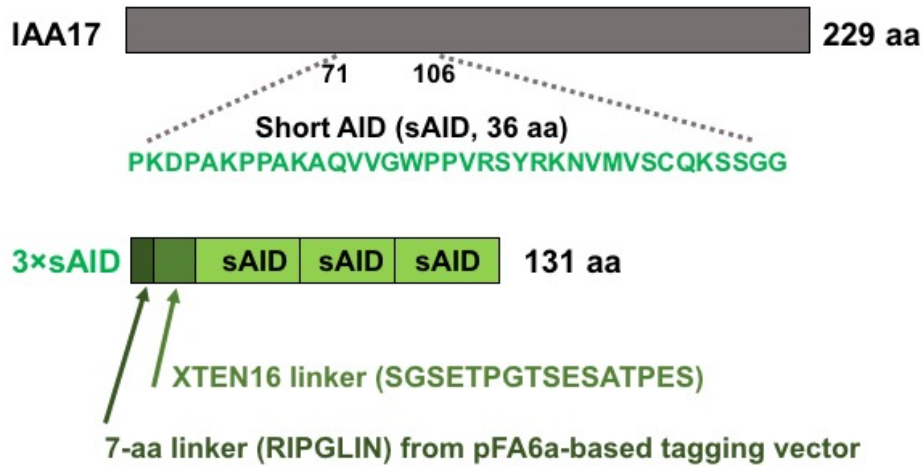 IAA17 229 aa
71 106
Short AID (sAID, 36 aa)
PKDPAKPPAKAQVVGWPPVRSYRKNVMVSCQKSSGG
3×sAID sAID sAID sAID 131 aa
XTEN16 linker (SGSETPGTSESATPES)
7-aa linker (RIPGLIN) from pFA6a-based tagging vector